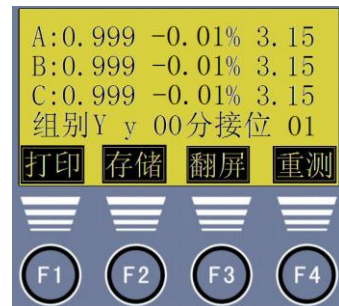 A:0.999 -0.01% 3.15
B:0.999 -0.01% 3.15
C:0.999 -0.01% 3.15
组别Y y 00分接位 01
打印 存储 翻屏 重测
F1 F2 F3 F4